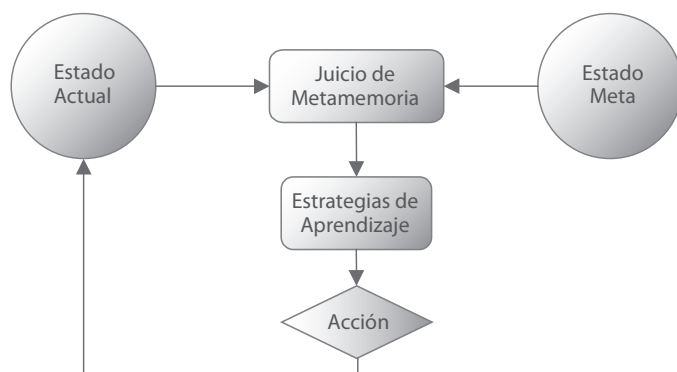 Estado
Actual
Juicio de
Metamemoria
Estado
Meta
Estrategias de
Aprendizaje
Acción